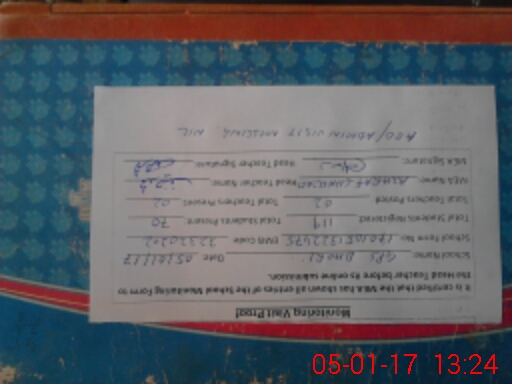 Monitoring Visit Proof
It is certified that the MEA has shown all entries of the School Monitoring Form to
the Head Teacher before its online submission.
School Name: GPS Date 05/01/17
School Form No: EMIS Code
Total Students Registered 119 Total Students Present 70
Total Teachers Posted 02 Total Teachers Present 02
MEA Name: Head Teacher Name:
MEA Signature: Head Teacher Signature:
AEO/ADMIN VISIT MISSING NIL
05-01-17 13:24